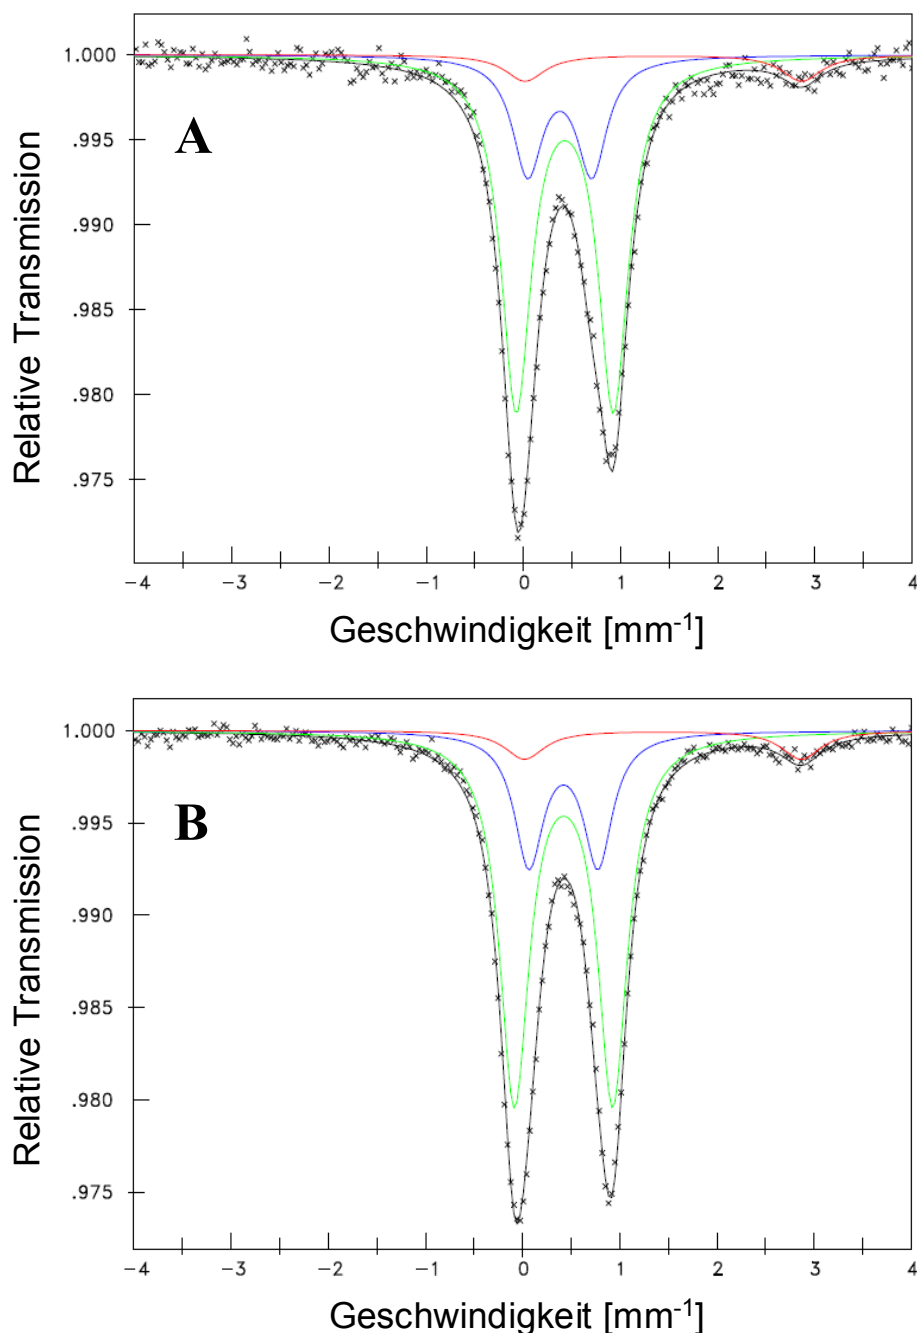 1.000
A
.995
.990
.985
.980
.975
Relative Transmission
−4 −3 −2 −1 0 1 2 3 4
Geschwindigkeit [mm-1]
1.000
B
.995
.990
.985
.980
.975
Relative Transmission
−4 −3 −2 −1 0 1 2 3 4
Geschwindigkeit [mm-1]